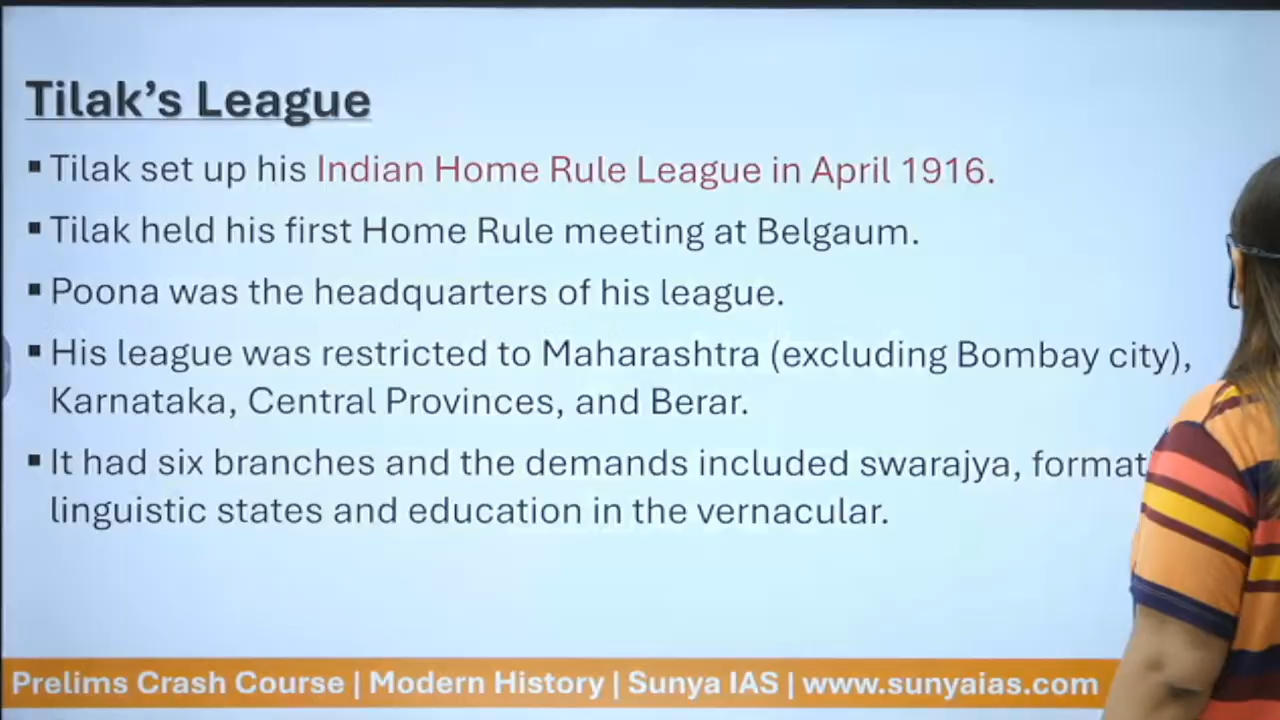 Tilak’s League
▪ Tilak set up his Indian Home Rule League in April 1916.
▪ Tilak held his first Home Rule meeting at Belgaum.
▪ Poona was the headquarters of his league.
▪ His league was restricted to Maharashtra (excluding Bombay city),
Karnataka, Central Provinces, and Berar.
▪ It had six branches and the demands included swarajya,
linguistic states and education in the vernacular.
Prelims Crash Course | Modern History | Sunya IAS | www.sunyaias.com